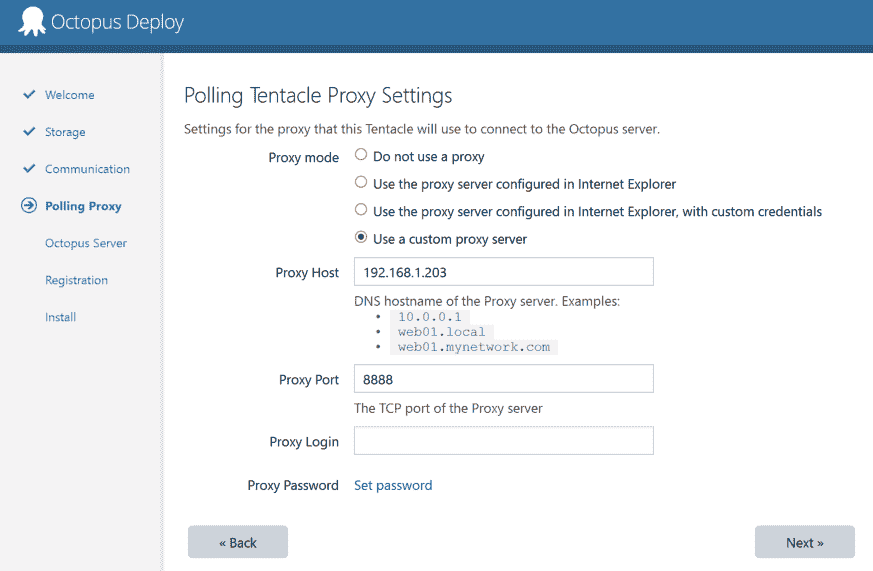 Octopus Deploy
Welcome
Storage
Communication
Polling Proxy
Octopus Server
Registration
Install
Polling Tentacle Proxy Settings
Settings for the proxy that this Tentacle will use to connect to the Octopus server.
Proxy mode
Do not use a proxy
Use the proxy server configured in Internet Explorer
Use the proxy server configured in Internet Explorer, with custom credentials
Use a custom proxy server
Proxy Host 192.168.1.203
DNS hostname of the Proxy server. Examples:
• 10.0.0.1
• web01.local
• web01.mynetwork.com
Proxy Port 8888
The TCP port of the Proxy server
Proxy Login
Proxy Password Set password
« Back
Next »